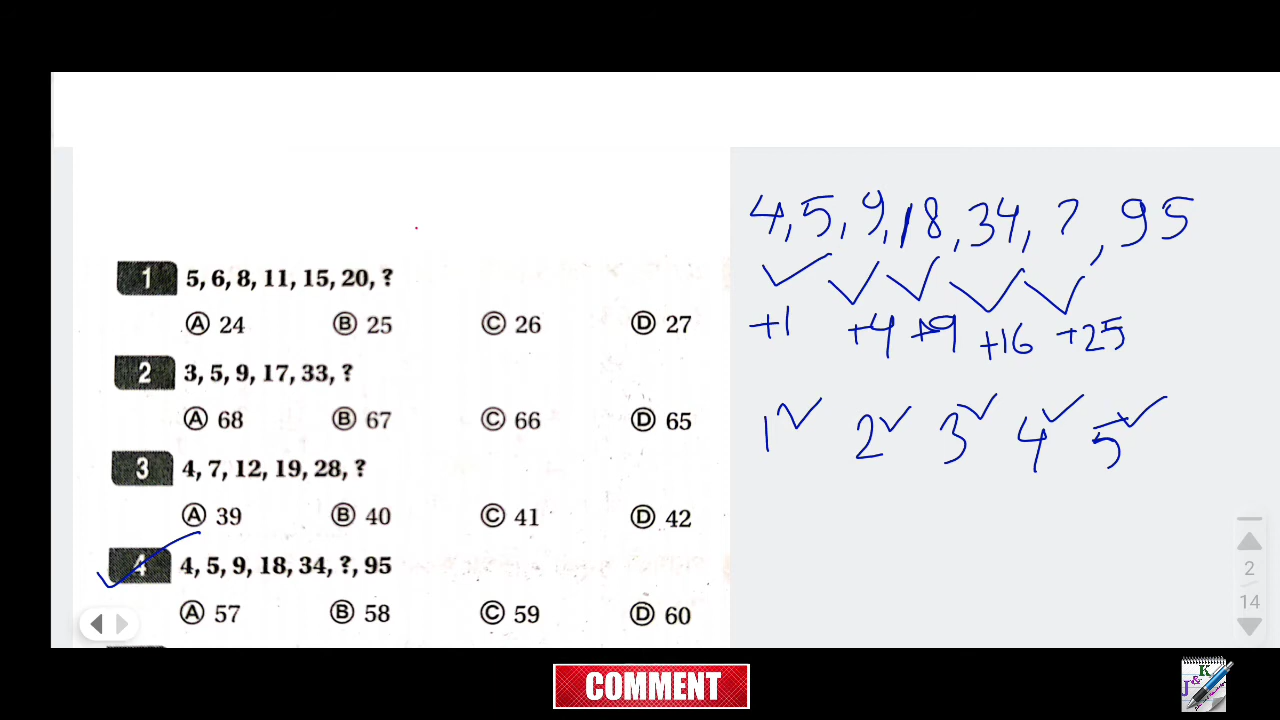 1 5, 6, 8, 11, 15, 20, ?
Ⓐ 24 Ⓑ 25 Ⓒ 26 Ⓓ 27
2 3, 5, 9, 17, 33, ?
Ⓐ 68 Ⓑ 67 Ⓒ 66 Ⓓ 65
3 4, 7, 12, 19, 28, ?
Ⓐ 39 Ⓑ 40 Ⓒ 41 Ⓓ 42
4 4, 5, 9, 18, 34, ?, 95
Ⓐ 57 Ⓑ 58 Ⓒ 59 Ⓓ 60
4, 5, 9, 18, 34, ?, 95
+1 +4 +9 +16 +25
1 2 3 4 5
2
14
COMMENT
J & K